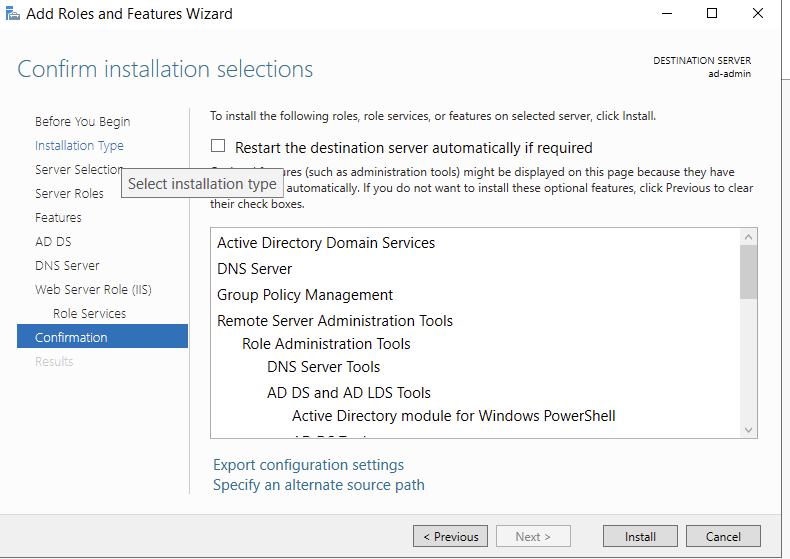 Add Roles and Features Wizard
Confirm installation selections
DESTINATION SERVER
ad-admin
Before You Begin
Installation Type
Server Selection
Server Roles
Features
AD DS
DNS Server
Web Server Role (IIS)
Role Services
Confirmation
Results
Select installation type
To install the following roles, role services, or features on selected server, click Install.
Restart the destination server automatically if required
(such as administration tools) might be displayed on this page because they have
automatically. If you do not want to install these optional features, click Previous to clear
their check boxes.
Active Directory Domain Services
DNS Server
Group Policy Management
Remote Server Administration Tools
Role Administration Tools
DNS Server Tools
AD DS and AD LDS Tools
Active Directory module for Windows PowerShell
Export configuration settings
Specify an alternate source path
< Previous
Next >
Install
Cancel